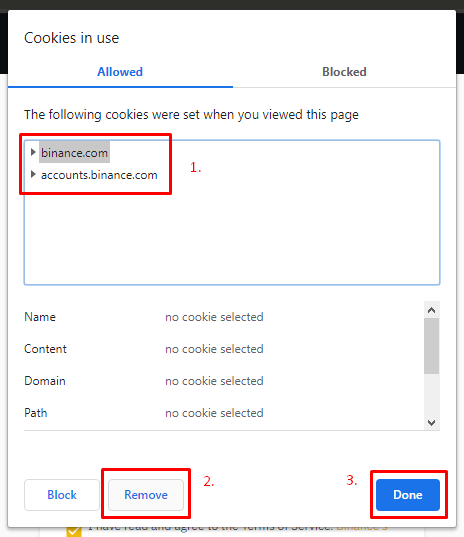 Cookies in use
Allowed Blocked
The following cookies were set when you viewed this page
binance.com
accounts.binance.com
1.
Name no cookie selected
Content no cookie selected
Domain no cookie selected
Path no cookie selected
Block Remove 2. 3. Done
I have read and agree to the Terms of Service. Binance's